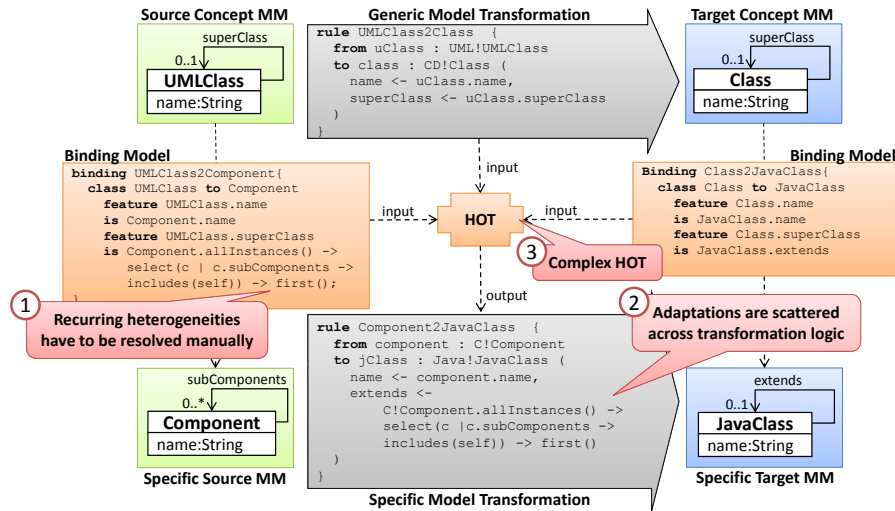 Source Concept MM
superClass
0..1
UMLClass
name:String
Generic Model Transformation
rule UMLClass2Class {
from uClass : UML!UMLClass
to class : CD!Class (
name <- uClass.name,
superClass <- uClass.superClass
)
}
Target Concept MM
superClass
0..1
Class
name:String
Binding Model
binding UMLClass2Component{
class UMLClass to Component
feature UMLClass.name
is Component.name
feature UMLClass.superClass
is Component.allInstances() ->
select(c | c.subComponents ->
includes(self)) -> first();
}
input
input
HOT
input
output
3
Complex HOT
Binding Model
Binding Class2JavaClass{
class Class to JavaClass
feature Class.name
is JavaClass.name
feature Class.superClass
is JavaClass.extends
1
Recurring heterogeneities
have to be resolved manually
2
Adaptations are scattered
across transformation logic
subComponents
0..*
Component
name:String
Specific Source MM
rule Component2JavaClass {
from component : C!Component
to jClass : Java!JavaClass (
name <- component.name,
extends <-
C!Component.allInstances() ->
select(c |c.subComponents ->
includes(self)) -> first()
)
}
Specific Model Transformation
extends
0..1
JavaClass
name:String
Specific Target MM